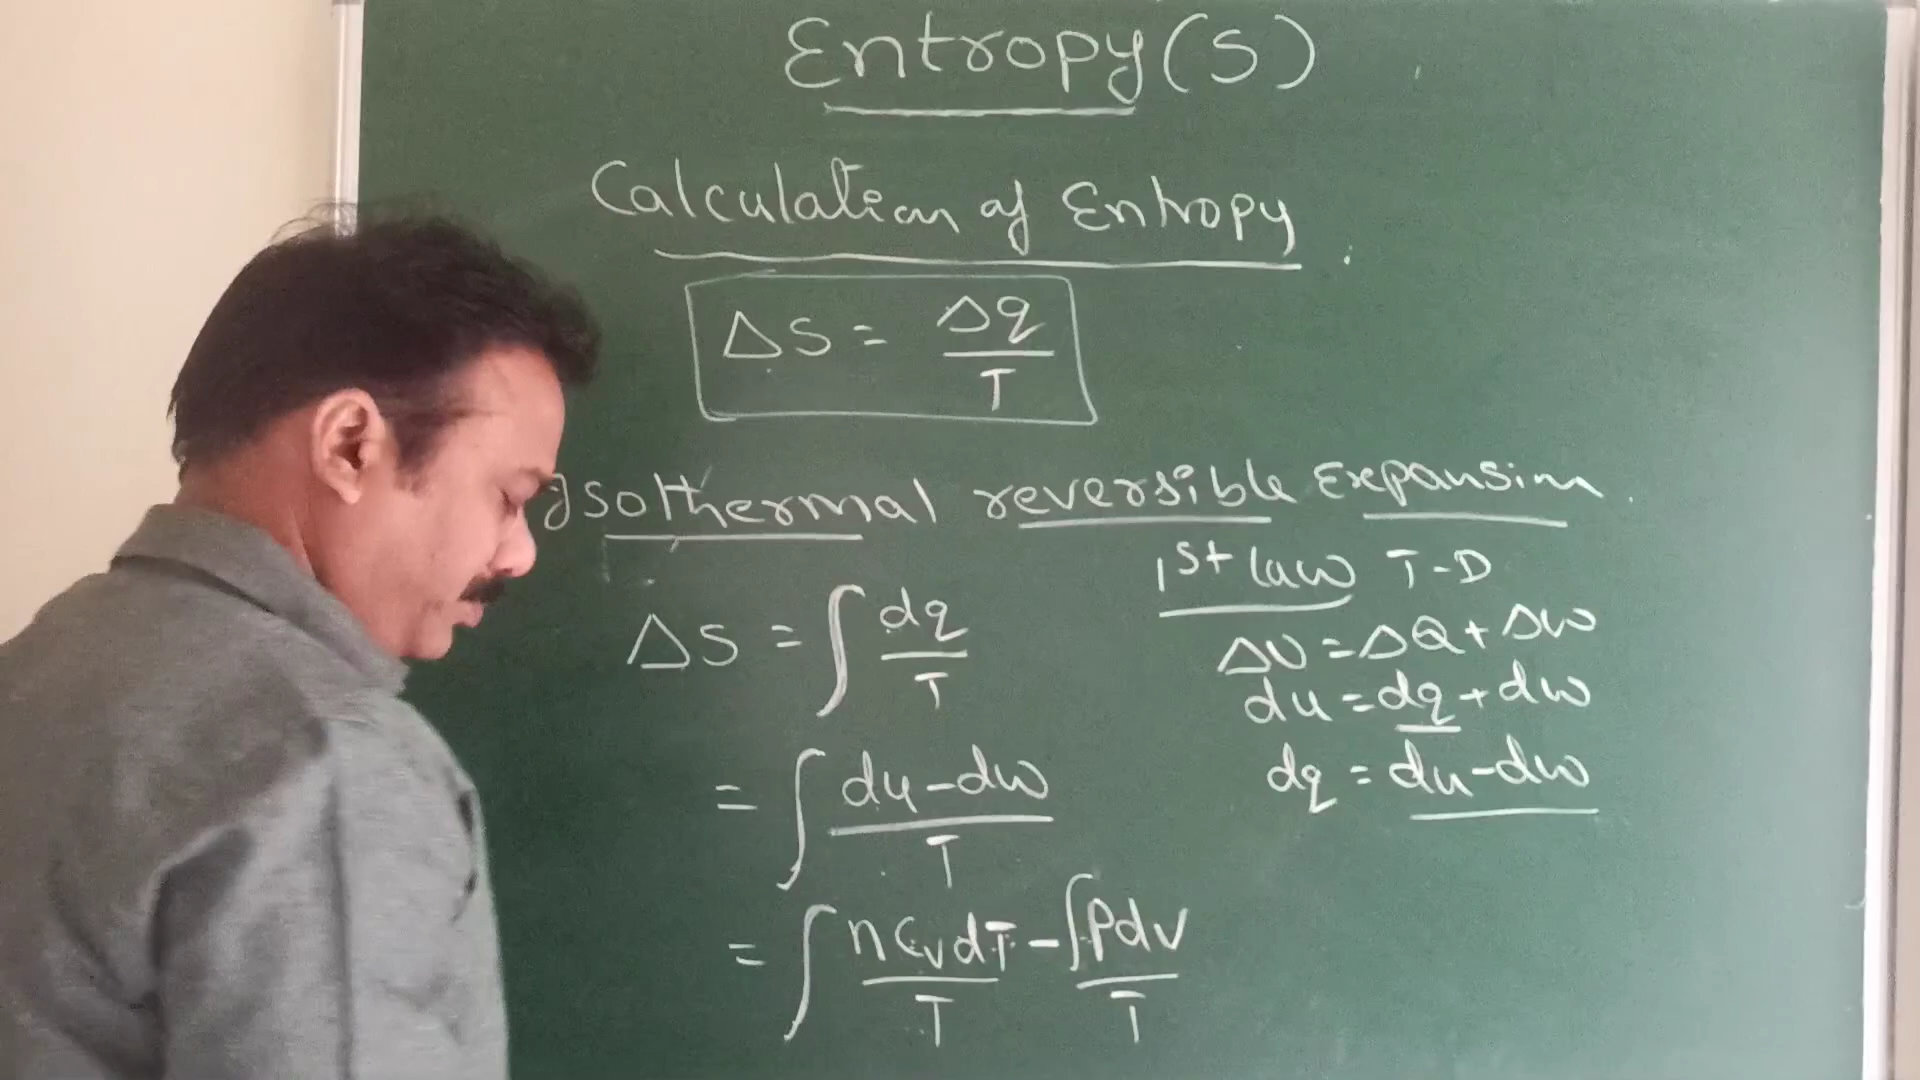 Entropy(S)
Calculation of Entropy
ΔS = Δq/T
Isothermal reversible Expansion.
1st law T-D
ΔU = ΔQ + ΔW
ΔS = ∫ dq/T
du = dq + dw
dq = du - dw
= ∫ du - dw/T
= ∫ nCvdT/T - ∫ Pdv/T